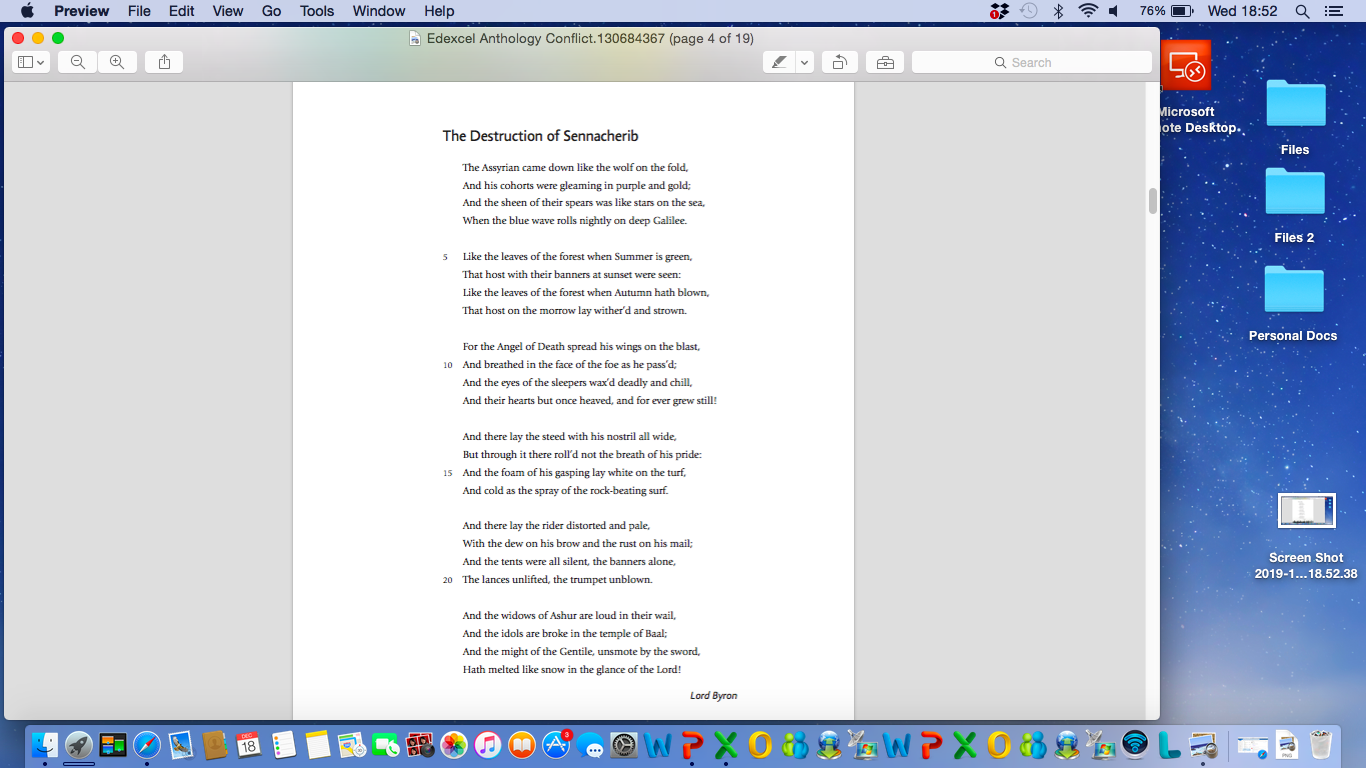 Preview File Edit View Go Tools Window Help 76% Wed 18:52
Edexcel Anthology Conflict.130684367 (page 4 of 19)
Search
The Destruction of Sennacherib
The Assyrian came down like the wolf on the fold,
And his cohorts were gleaming in purple and gold;
And the sheen of their spears was like stars on the sea,
When the blue wave rolls nightly on deep Galilee.
5 Like the leaves of the forest when Summer is green,
That host with their banners at sunset were seen:
Like the leaves of the forest when Autumn hath blown,
That host on the morrow lay wither'd and strown.
For the Angel of Death spread his wings on the blast,
10 And breathed in the face of the foe as he pass'd;
And the eyes of the sleepers wax'd deadly and chill,
And their hearts but once heaved, and for ever grew still!
And there lay the steed with his nostril all wide,
But through it there roll'd not the breath of his pride:
15 And the foam of his gasping lay white on the turf,
And cold as the spray of the rock-beating surf.
And there lay the rider distorted and pale,
With the dew on his brow and the rust on his mail;
And the tents were all silent, the banners alone,
20 The lances unlifted, the trumpet unblown.
And the widows of Ashur are loud in their wail,
And the idols are broke in the temple of Baal;
And the might of the Gentile, unsmote by the sword,
Hath melted like snow in the glance of the Lord!
Lord Byron
Microsoft
ote Desktop
Files
Files 2
Personal Docs
Screen Shot
2019-1...18.52.38
DEC
18
3